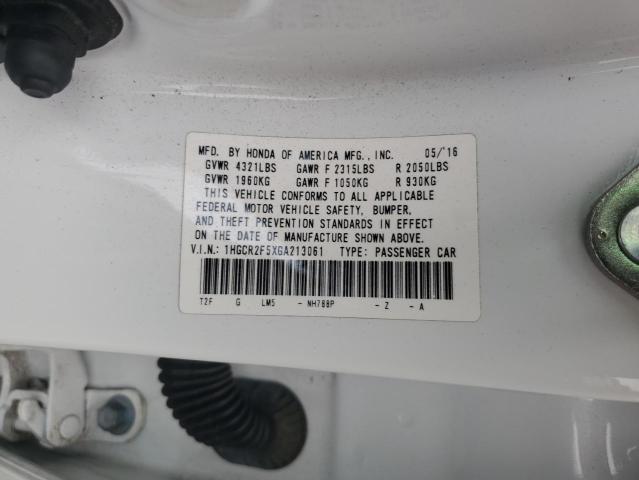 MFD. BY HONDA OF AMERICA MFG., INC. 05/'16
GVWR 4321LBS GAWR F 2315LBS R 2050LBS
GVWR 1960KG GAWR F 1050KG R 930KG
THIS VEHICLE CONFORMS TO ALL APPLICABLE
FEDERAL MOTOR VEHICLE SAFETY, BUMPER,
AND THEFT PREVENTION STANDARDS IN EFFECT
ON THE DATE OF MANUFACTURE SHOWN ABOVE.
V.I.N.: 1HGCR2F5XGA213061 TYPE: PASSENGER CAR
T2F G LM5 - NH788P - Z - A